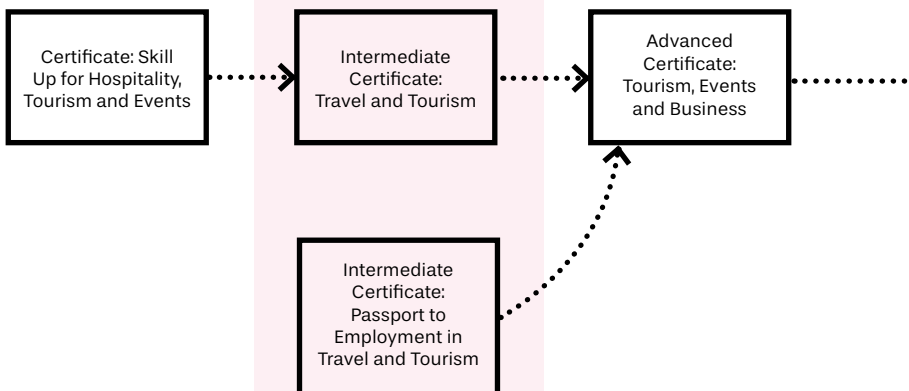 Certificate: Skill
Up for Hospitality,
Tourism and Events
Intermediate
Certificate:
Travel and Tourism
Advanced
Certificate:
Tourism, Events
and Business
Intermediate
Certificate:
Passport to
Employment in
Travel and Tourism